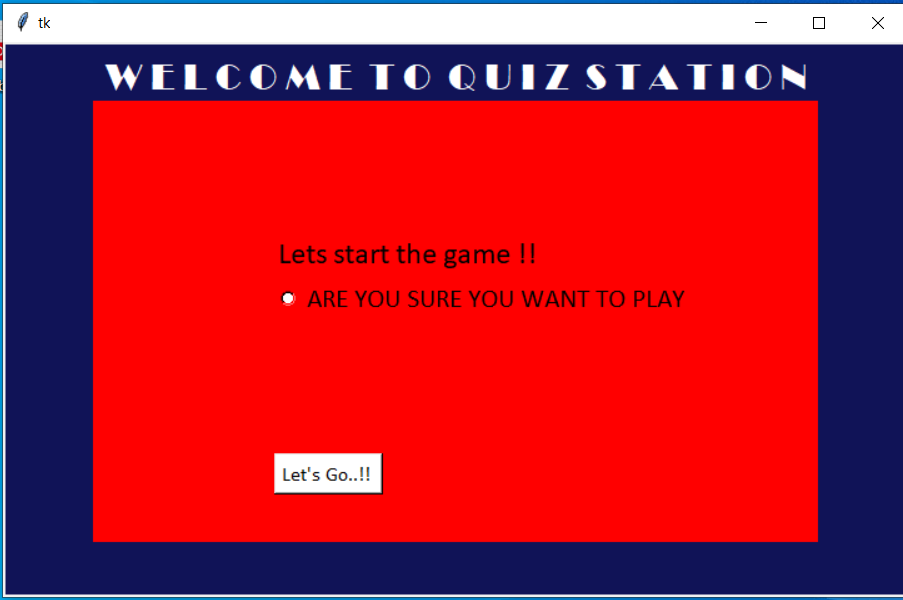 tk
WELCOME TO QUIZ STATION
Lets start the game !!
ARE YOU SURE YOU WANT TO PLAY
Let's Go..!!